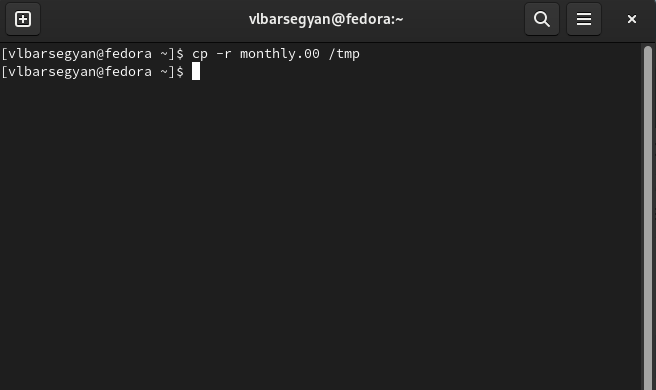 vlbarsegyan@fedora:~
[vlbarsegyan@fedora ~]$ cp -r monthly.00 /tmp
[vlbarsegyan@fedora ~]$